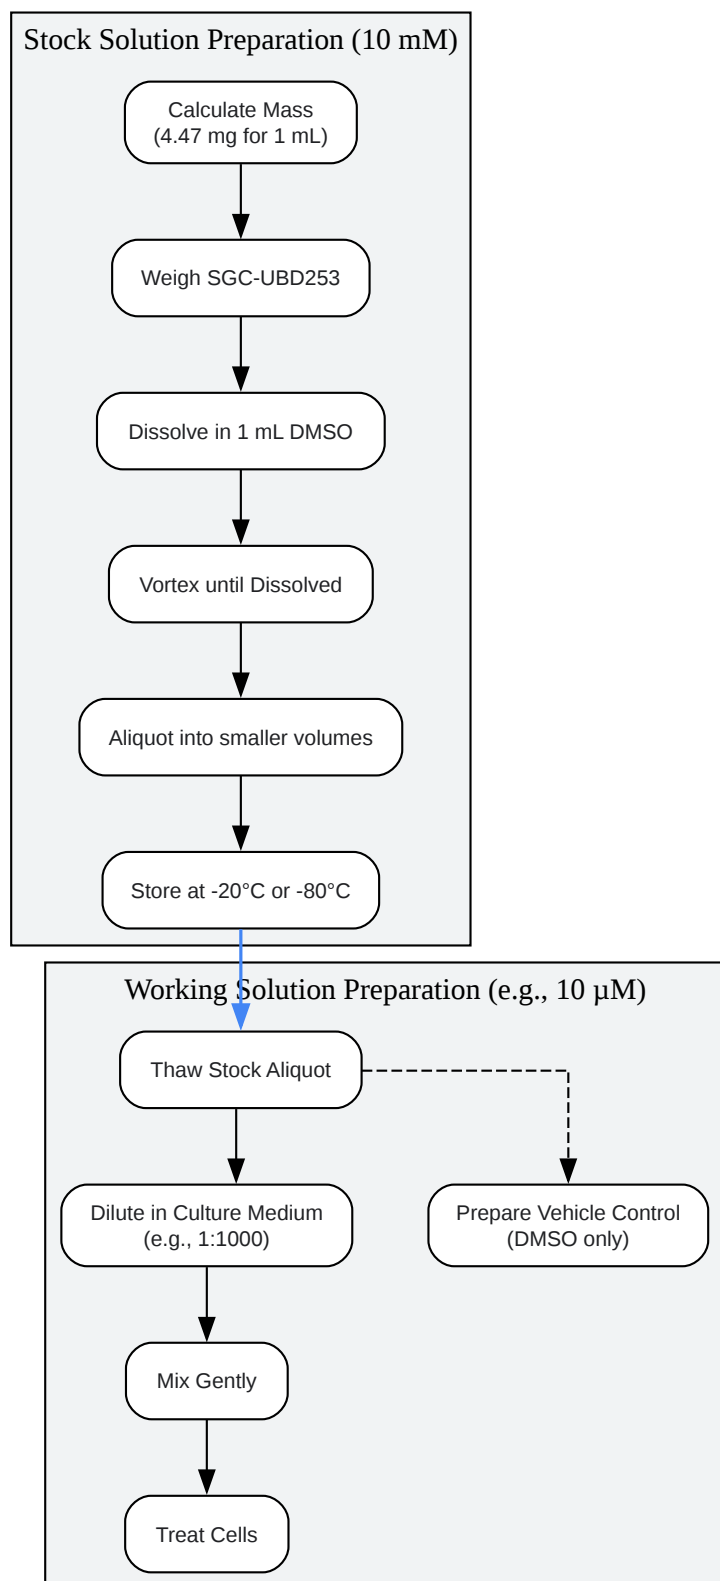 Stock Solution Preparation (10 mM)
Calculate Mass
(4.47 mg for 1 mL)
Weigh SGC-UBD253
Dissolve in 1 mL DMSO
Vortex until Dissolved
Aliquot into smaller volumes
Store at -20°C or -80°C
Working Solution Preparation (e.g., 10 µM)
Thaw Stock Aliquot
Dilute in Culture Medium
(e.g., 1:1000)
Prepare Vehicle Control
(DMSO only)
Mix Gently
Treat Cells